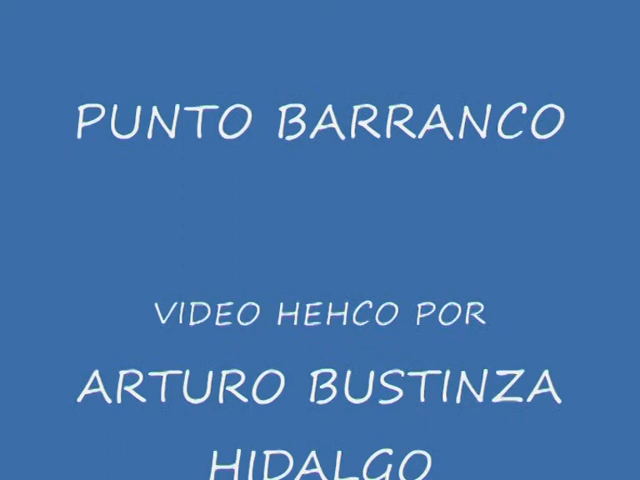 PUNTO BARRANCO
VIDEO HEHCO POR
ARTURO BUSTINZA
HIDALGO